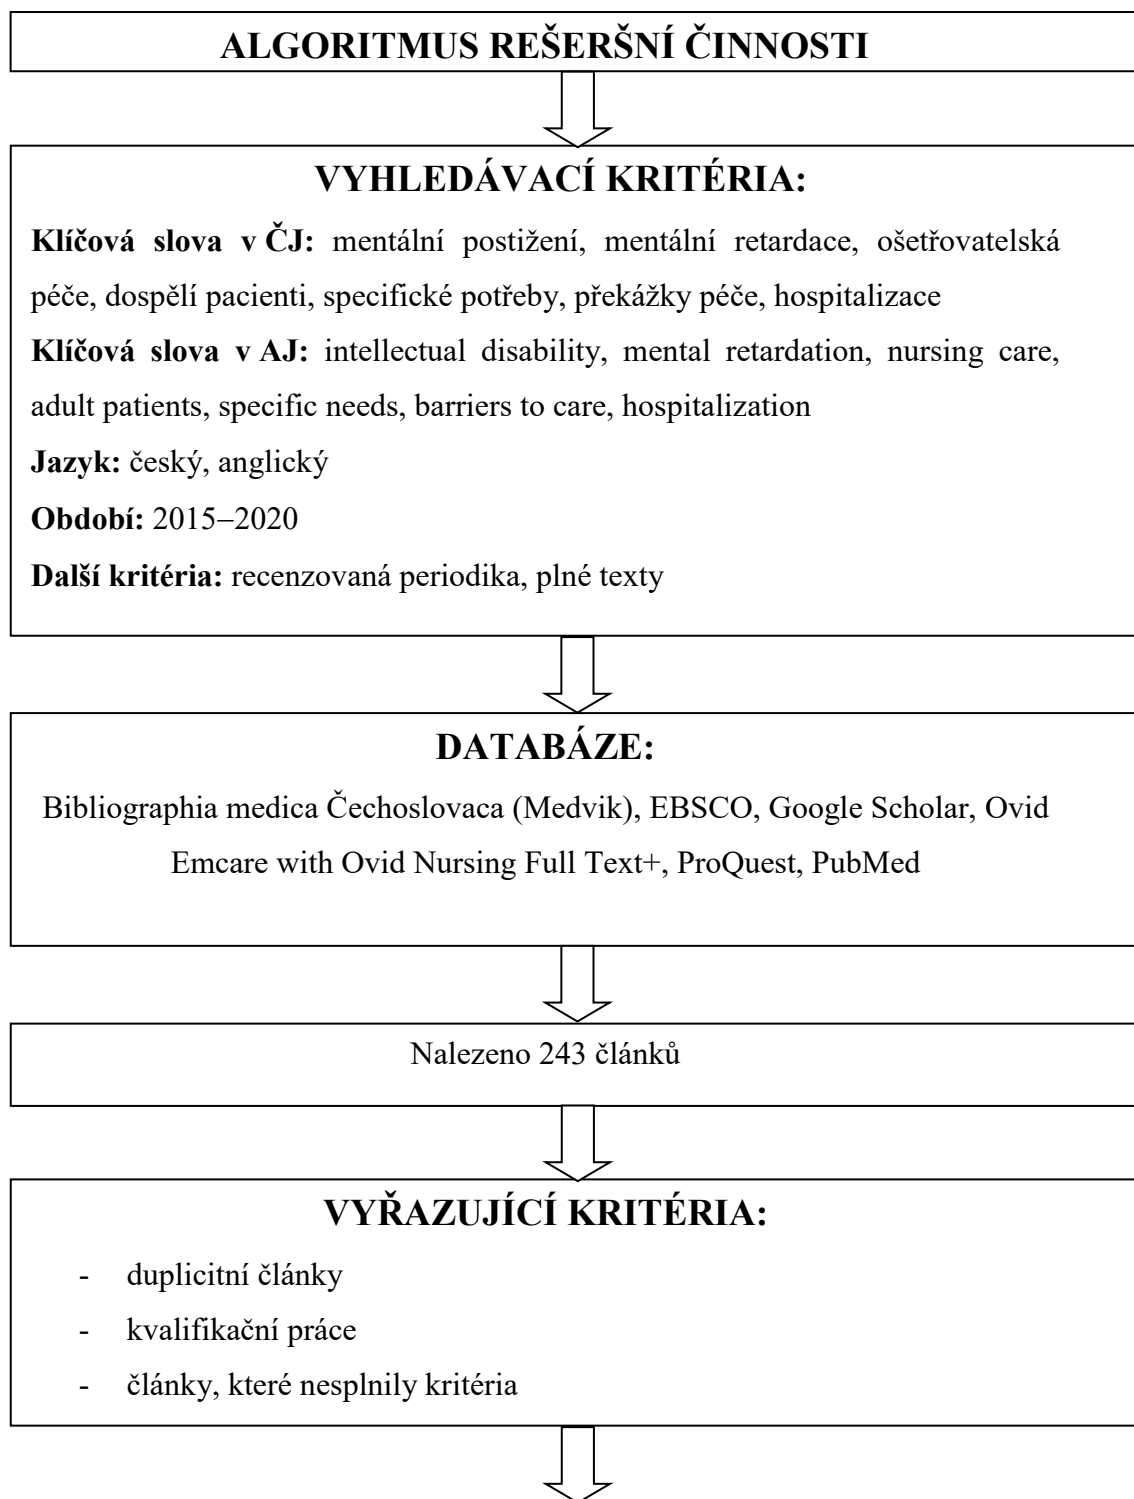 ALGORITMUS REŠERŠNÍ ČINNOSTI
VYHLEDÁVACÍ KRITÉRIA:
Klíčová slova v ČJ: mentální postižení, mentální retardace, ošetřovatelská
péče, dospělí pacienti, specifické potřeby, překážky péče, hospitalizace
Klíčová slova v AJ: intellectual disability, mental retardation, nursing care,
adult patients, specific needs, barriers to care, hospitalization
Jazyk: český, anglický
Období: 2015–2020
Další kritéria: recenzovaná periodika, plné texty
DATABÁZE:
Bibliographia medica Čechoslovaca (Medvik), EBSCO, Google Scholar, Ovid
Emcare with Ovid Nursing Full Text+, ProQuest, PubMed
Nalezeno 243 článků
VYŘAZUJÍCÍ KRITÉRIA:
- duplicitní články
- kvalifikační práce
- články, které nesplnily kritéria